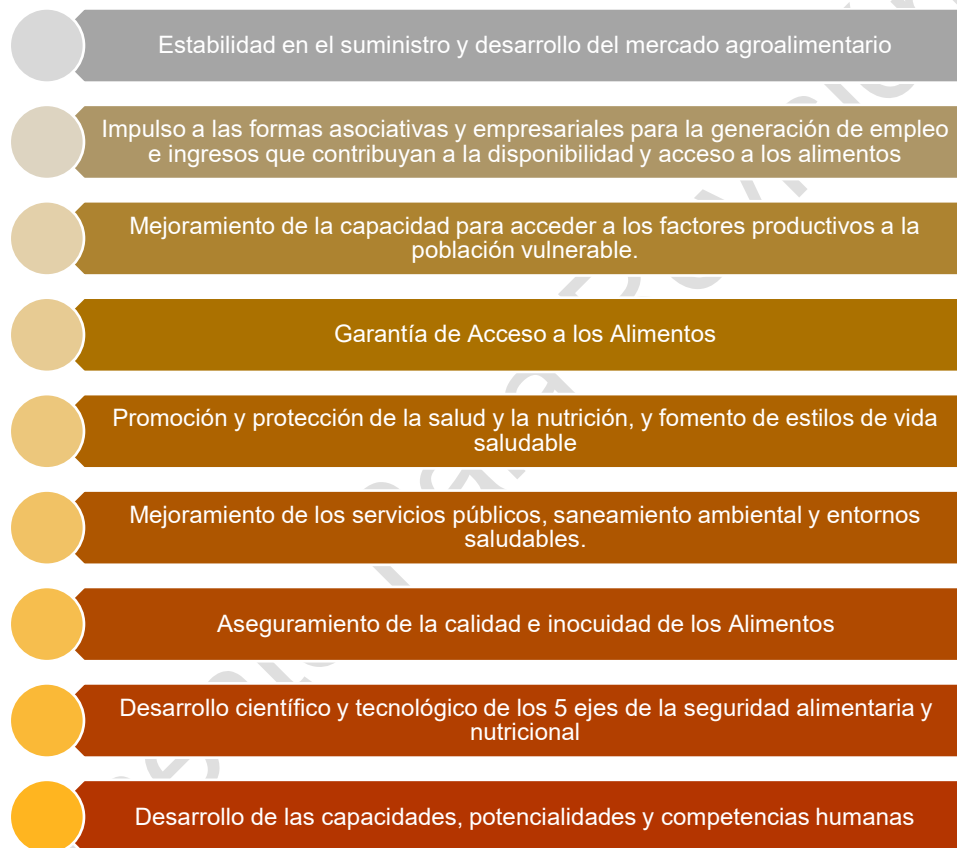 Estabilidad en el suministro y desarrollo del mercado agroalimentario
Impulso a las formas asociativas y empresariales para la generación de empleo
e ingresos que contribuyan a la disponibilidad y acceso a los alimentos
Mejoramiento de la capacidad para acceder a los factores productivos a la
población vulnerable.
Garantía de Acceso a los Alimentos
Promoción y protección de la salud y la nutrición, y fomento de estilos de vida
saludable
Mejoramiento de los servicios públicos, saneamiento ambiental y entornos
saludables.
Aseguramiento de la calidad e inocuidad de los Alimentos
Desarrollo científico y tecnológico de los 5 ejes de la seguridad alimentaria y
nutricional
Desarrollo de las capacidades, potencialidades y competencias humanas